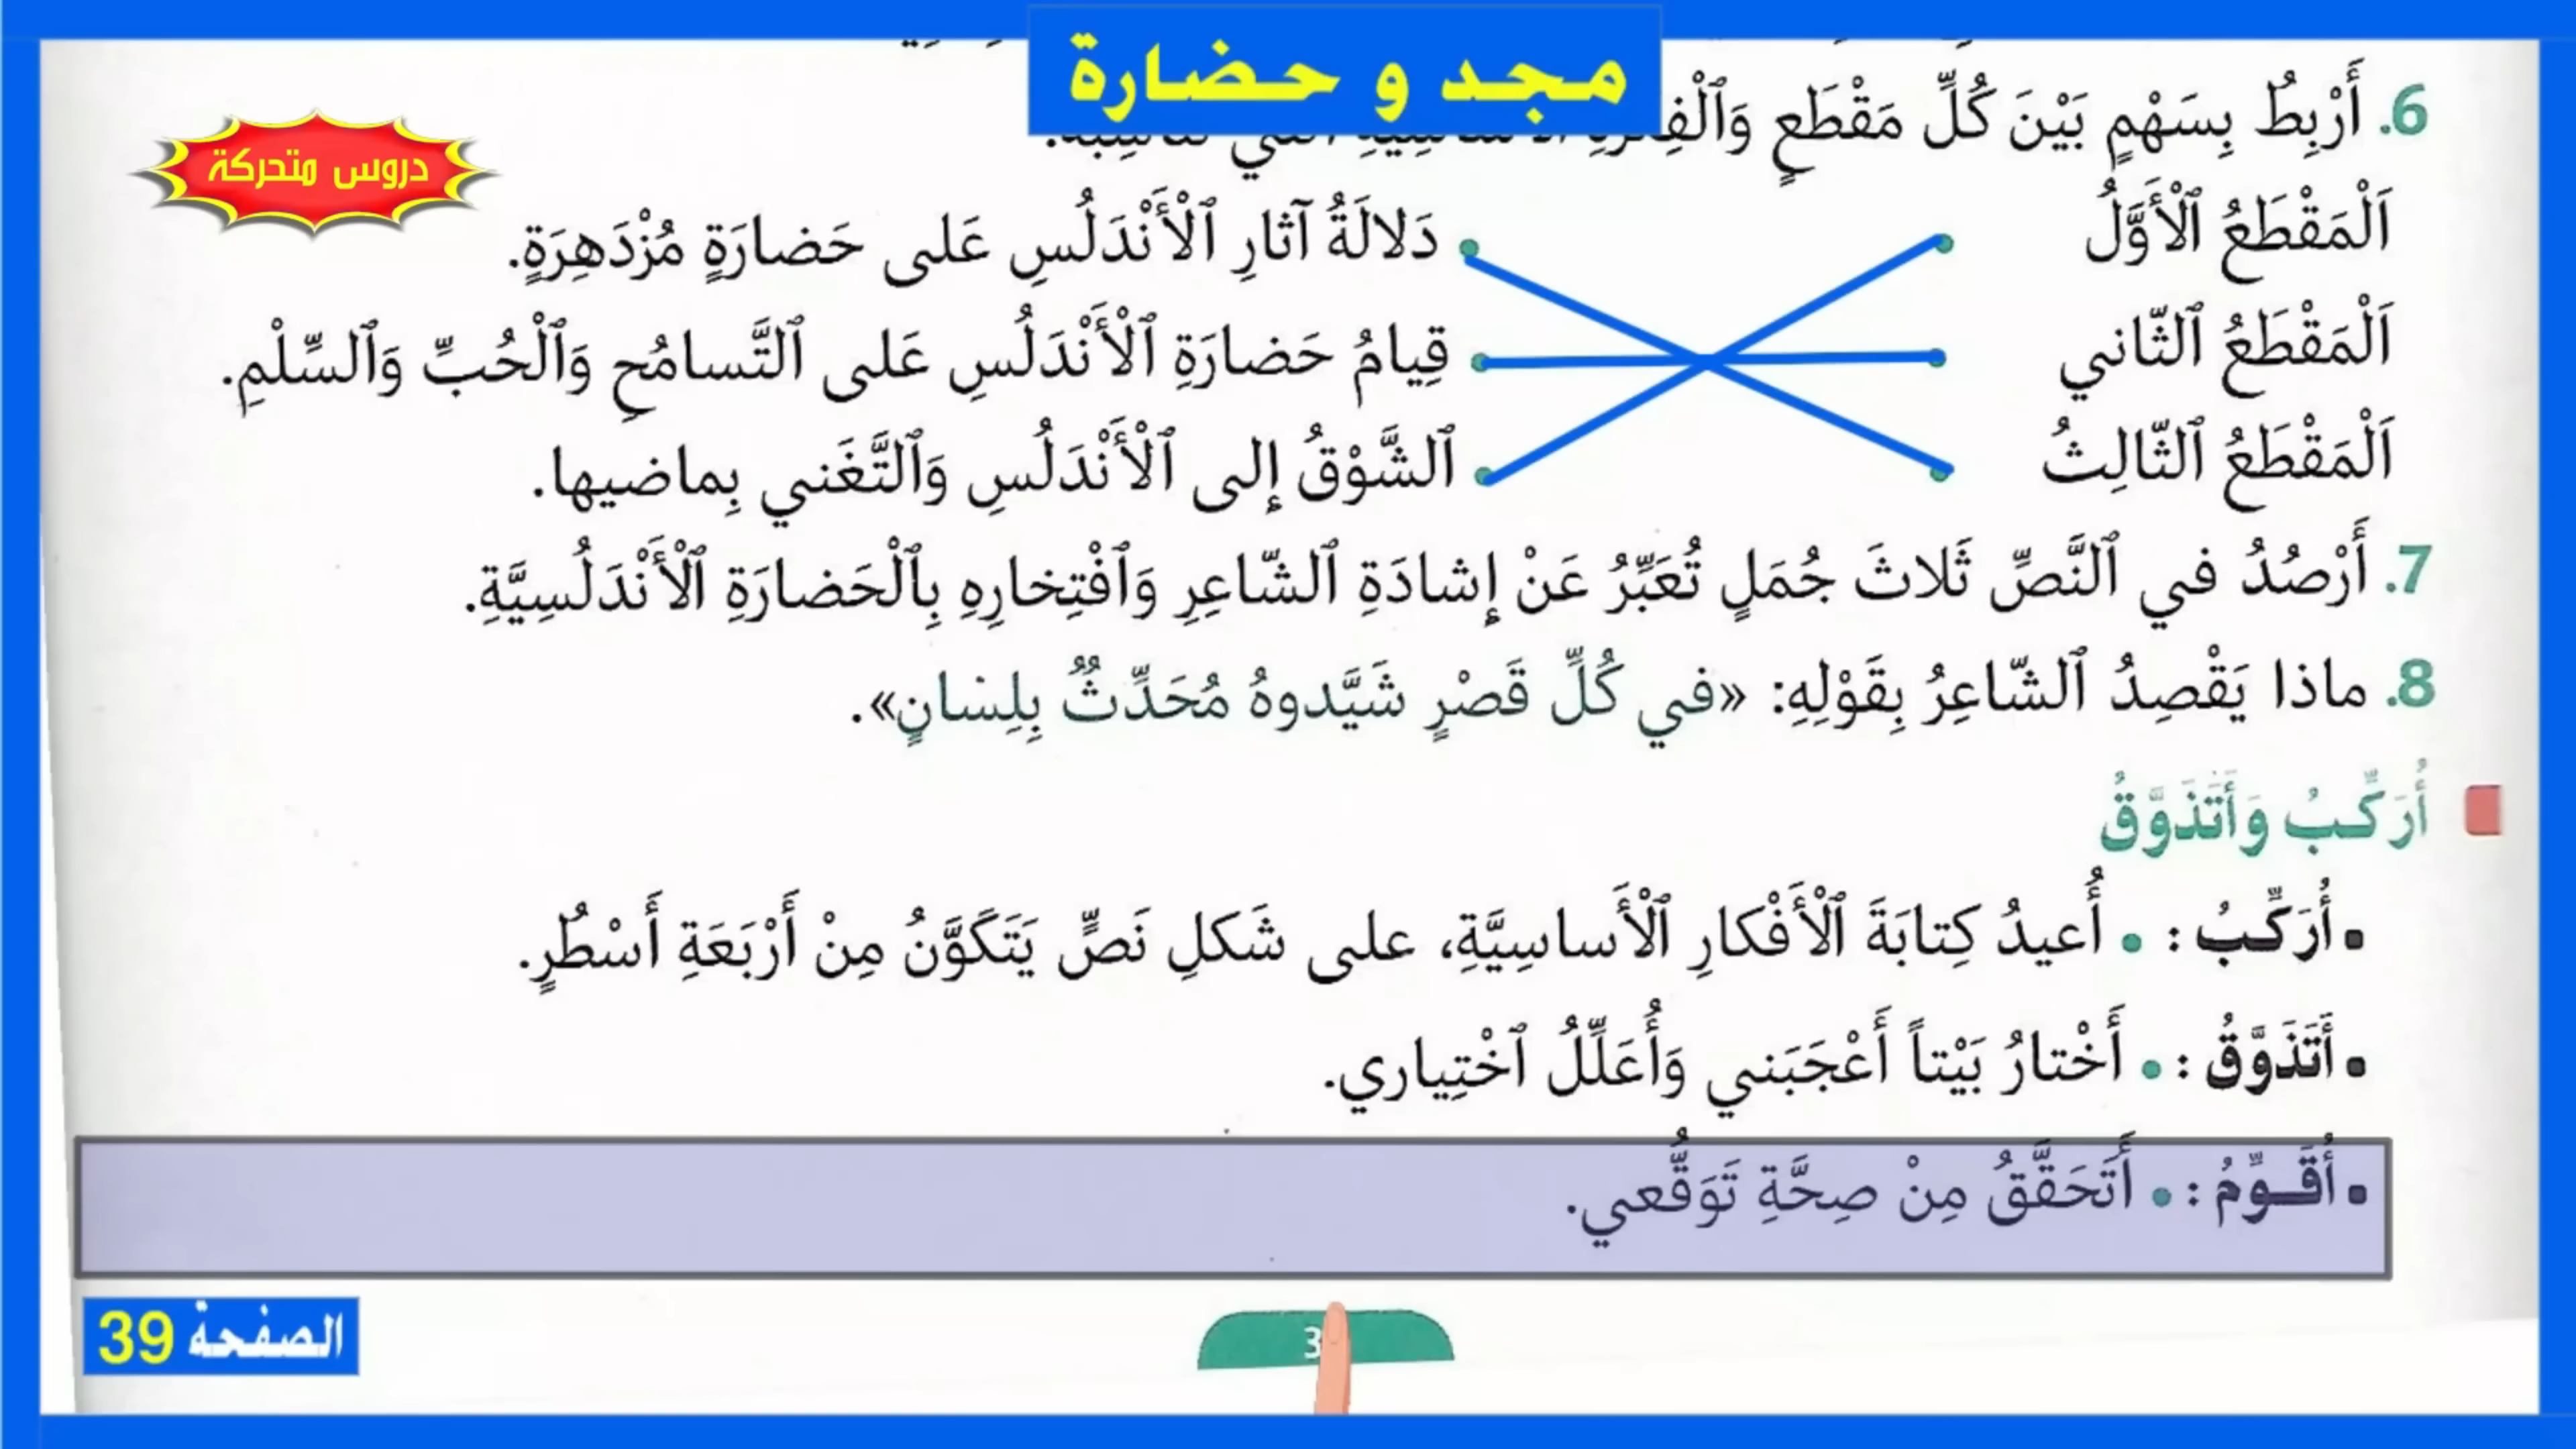 مجد و حضارة
دروس متحركة
6. أَرْبِطُ بِسَهْمٍ بَيْنَ كُلِّ مَقْطَعٍ
اَلْمَقْطَعُ ٱلْأَوَّلُ دَلالَةُ آثارِ ٱلْأَنْدَلُسِ عَلى حَضارَةٍ مُزْدَهِرَةٍ.
اَلْمَقْطَعُ ٱلثّاني قِيامُ حَضارَةِ ٱلْأَنْدَلُسِ عَلى ٱلتَّسامُحِ وَٱلْحُبِّ وَٱلسِّلْمِ.
اَلْمَقْطَعُ ٱلثّالِثُ ٱلشَّوْقُ إِلى ٱلْأَنْدَلُسِ وَٱلتَّغَني بِماضيها.
7. أَرْصُدُ في ٱلنَّصِّ ثَلاثَ جُمَلٍ تُعَبِّرُ عَنْ إِشادَةِ ٱلشّاعِرِ وَٱفْتِخارِهِ بِٱلْحَضارَةِ ٱلْأَنْدَلُسِيَّةِ.
8. ماذا يَقْصِدُ ٱلشّاعِرُ بِقَوْلِهِ: «في كُلِّ قَصْرٍ شَيَّدوهُ مُحَدِّثٌ بِلِسانٍ».
أُرَكِّبُ وَأَتَذَوَّقُ
▪ أُرَكِّبُ : • أُعيدُ كِتابَةَ ٱلْأَفْكارِ ٱلْأَساسِيَّةِ، على شَكلِ نَصٍّ يَتَكَوَّنُ مِنْ أَرْبَعَةِ أَسْطُرٍ.
▪ أَتَذَوَّقُ : • أَخْتارُ بَيْتاً أَعْجَبَني وَأُعَلِّلُ ٱخْتِياري.
▪ أُقَوِّمُ : • أَتَحَقَّقُ مِنْ صِحَّةِ تَوَقُّعي.
الصفحة 39
3